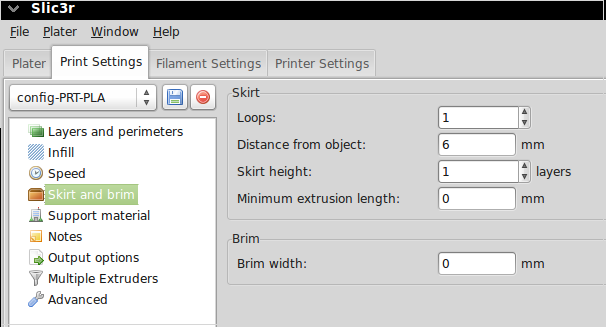 Slic3r
File Plater Window Help
Plater Print Settings Filament Settings Printer Settings
config-PRT-PLA
Layers and perimeters
Infill
Speed
Skirt and brim
Support material
Notes
Output options
Multiple Extruders
Advanced
Skirt
Loops: 1
Distance from object: 6 mm
Skirt height: 1 layers
Minimum extrusion length: 0 mm
Brim
Brim width: 0 mm